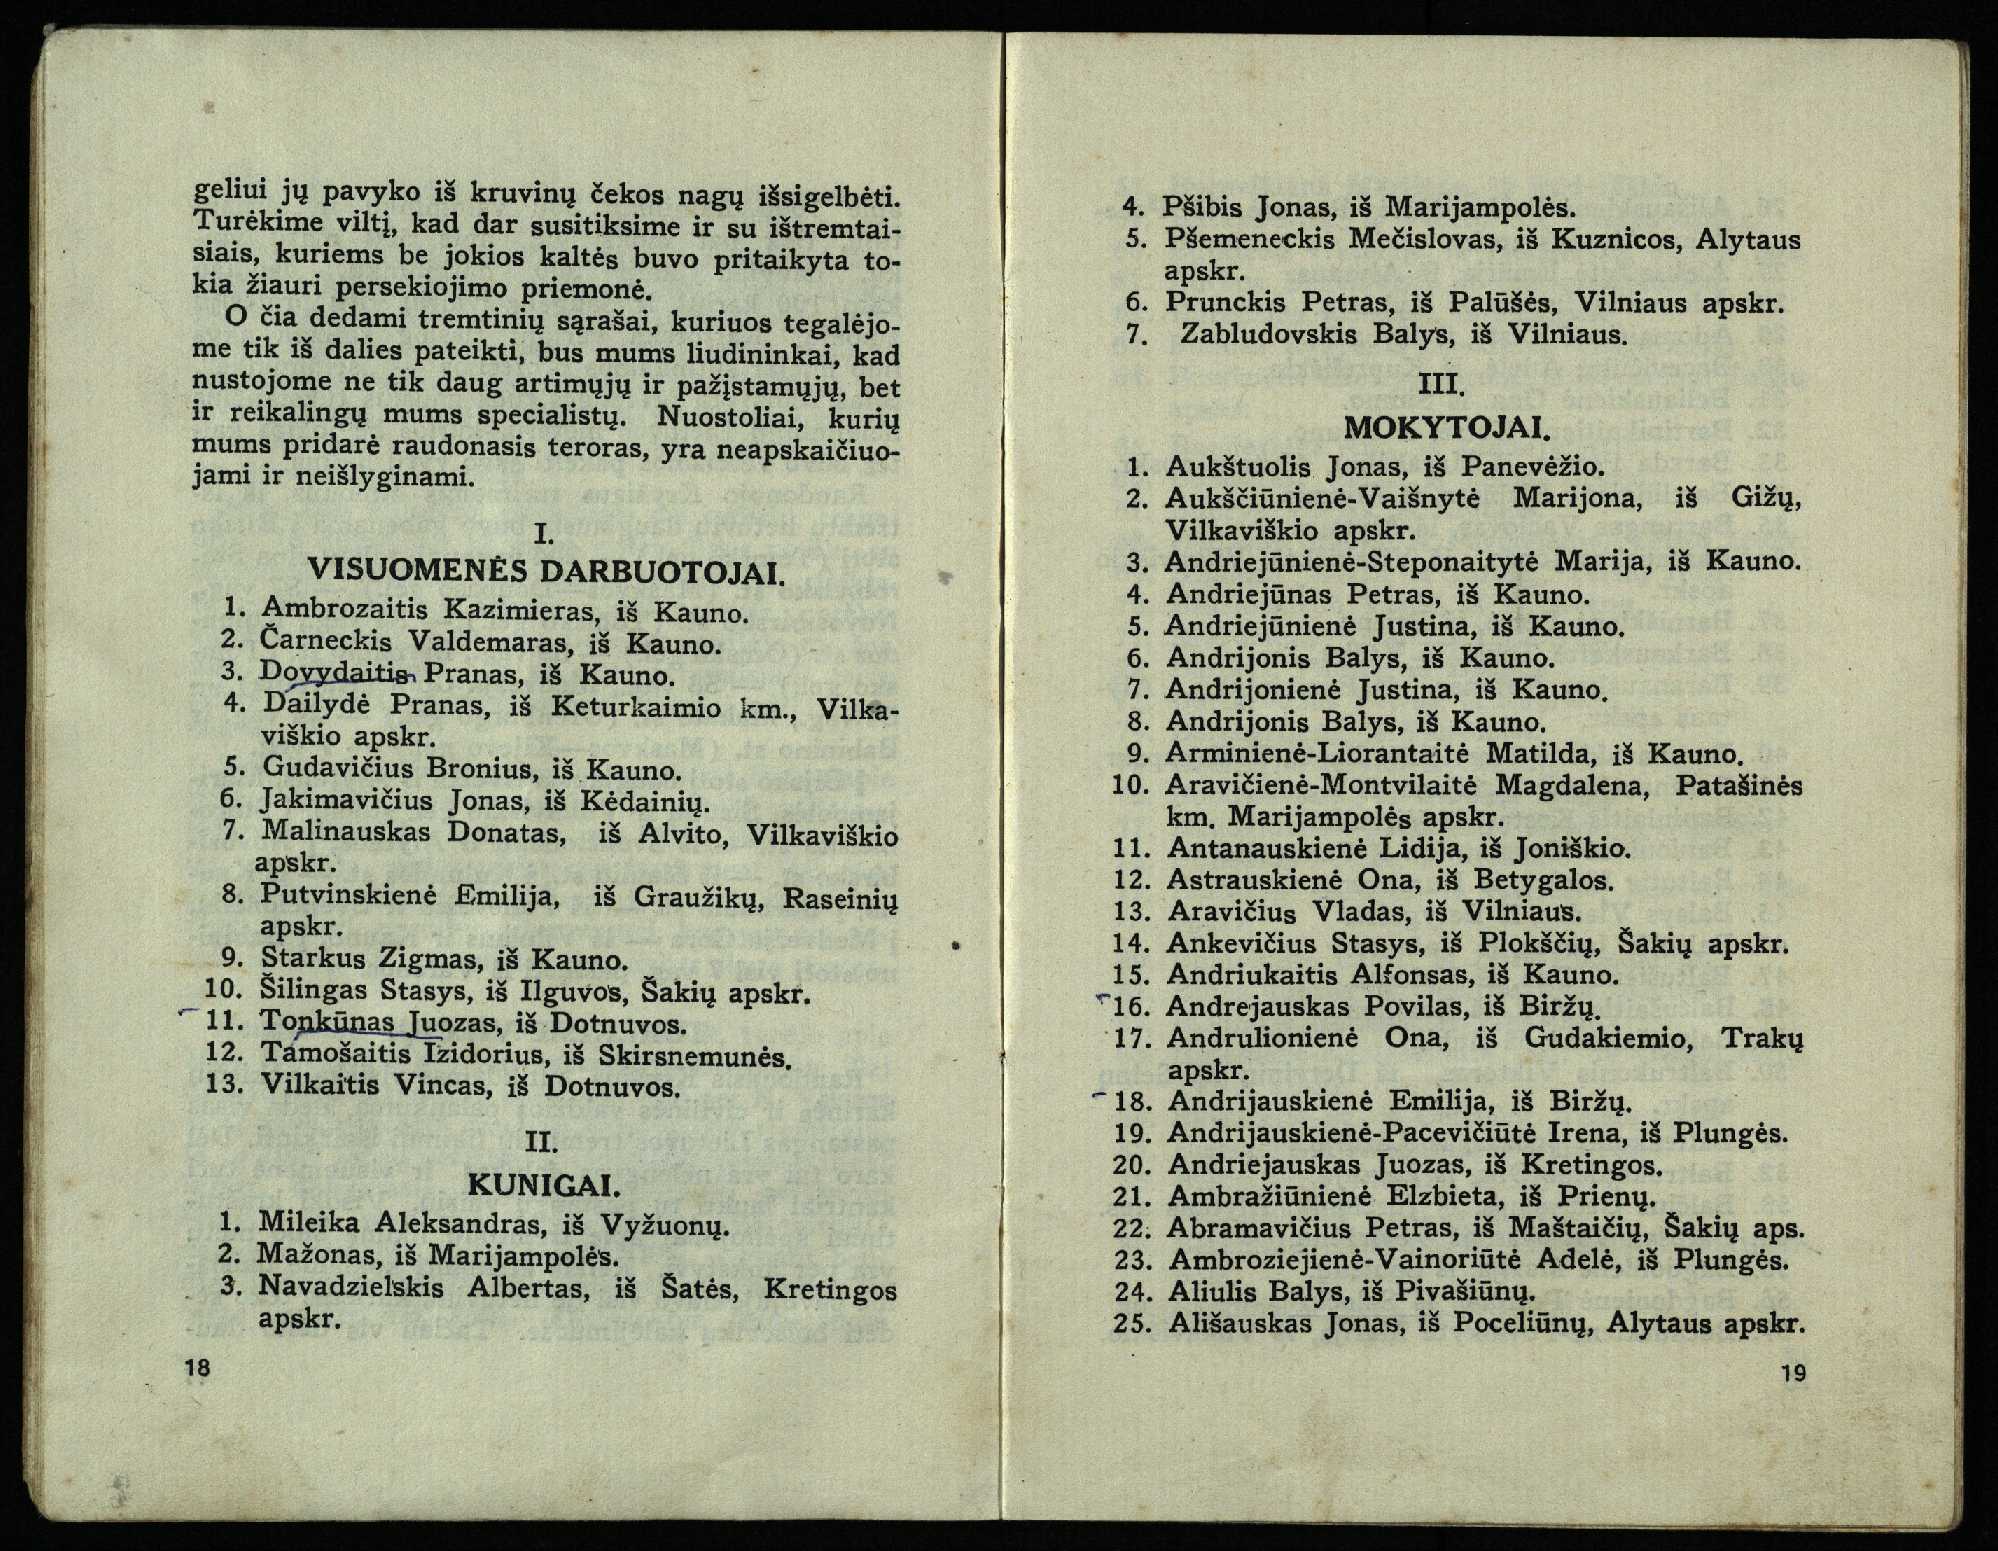 geliui jų pavyko iš kruvinų čekos nagų išsigelbėti.
Turėkime viltį, kad dar susitiksime ir su ištremtai-
siais, kuriems be jokios kaltės buvo pritaikyta to-
kia žiauri persekiojimo priemonė.
O čia dedami tremtinių sąrašai, kuriuos tegalėjo-
me tik iš dalies pateikti, bus mums liudininkai, kad
nustojome ne tik daug artimųjų ir pažįstamųjų, bet
ir reikalingų mums specialistų. Nuostoliai, kurių
mums pridarė raudonasis teroras, yra neapskaičiuo-
jami ir neišlyginami.
I.
VISUOMENĖS DARBUOTOJAI.
1. Ambrozaitis Kazimieras, iš Kauno.
2. Čarneckis Valdemaras, iš Kauno.
3. Dovydaitis Pranas, iš Kauno.
4. Dailydė Pranas, iš Keturkaimio km., Vilka-
viškio apskr.
5. Gudavičius Bronius, iš Kauno.
6. Jakimavičius Jonas, iš Kėdainių.
7. Malinauskas Donatas, iš Alvito, Vilkaviškio
apskr.
8. Putvinskienė Emilija, iš Graužikų, Raseinių
apskr.
9. Starkus Zigmas, iš Kauno.
10. Šilingas Stasys, iš Ilguvos, Šakių apskr.
11. Tonkūnas Juozas, iš Dotnuvos.
12. Tamošaitis Izidorius, iš Skirsnemunės.
13. Vilkaitis Vincas, iš Dotnuvos.
II.
KUNIGAI.
1. Mileika Aleksandras, iš Vyžuonų.
2. Mažonas, iš Marijampolės.
3. Navadzielskis Albertas, iš Šatės, Kretingos
apskr.
18
4. Pšibis Jonas, iš Marijampolės.
5. Pšemeneckis Mečislovas, iš Kuznicos, Alytaus
apskr.
6. Prunckis Petras, iš Palūšės, Vilniaus apskr.
7. Zabludovskis Balys, iš Vilniaus.
III.
MOKYTOJAI.
1. Aukštuolis Jonas, iš Panevėžio.
2. Aukščiūnienė-Vaišnytė Marijona, iš Gižų,
Vilkaviškio apskr.
3. Andriejūnienė-Steponaitytė Marija, iš Kauno.
4. Andriejūnas Petras, iš Kauno.
5. Andriejūnienė Justina, iš Kauno.
6. Andrijonis Balys, iš Kauno.
7. Andrijonienė Justina, iš Kauno.
8. Andrijonis Balys, iš Kauno.
9. Arminienė-Liorantaitė Matilda, iš Kauno.
10. Aravičienė-Montvilaitė Magdalena, Patašinės
km. Marijampolės apskr.
11. Antanauskienė Lidija, iš Joniškio.
12. Astrauskienė Ona, iš Betygalos.
13. Aravičius Vladas, iš Vilniaus.
14. Ankevičius Stasys, iš Plokščių, Šakių apskr.
15. Andriukaitis Alfonsas, iš Kauno.
16. Andrejauskas Povilas, iš Biržų.
17. Andrulionienė Ona, iš Gudakiemio, Trakų
apskr.
18. Andrijauskienė Emilija, iš Biržų.
19. Andrijauskienė-Pacevičiūtė Irena, iš Plungės.
20. Andriejauskas Juozas, iš Kretingos.
21. Ambražiūnienė Elzbieta, iš Prienų.
22. Abramavičius Petras, iš Maštaičių, Šakių aps.
23. Ambroziejienė-Vainoriūtė Adelė, iš Plungės.
24. Aliulis Balys, iš Pivašiūnų.
25. Ališauskas Jonas, iš Poceliūnų, Alytaus apskr.
19